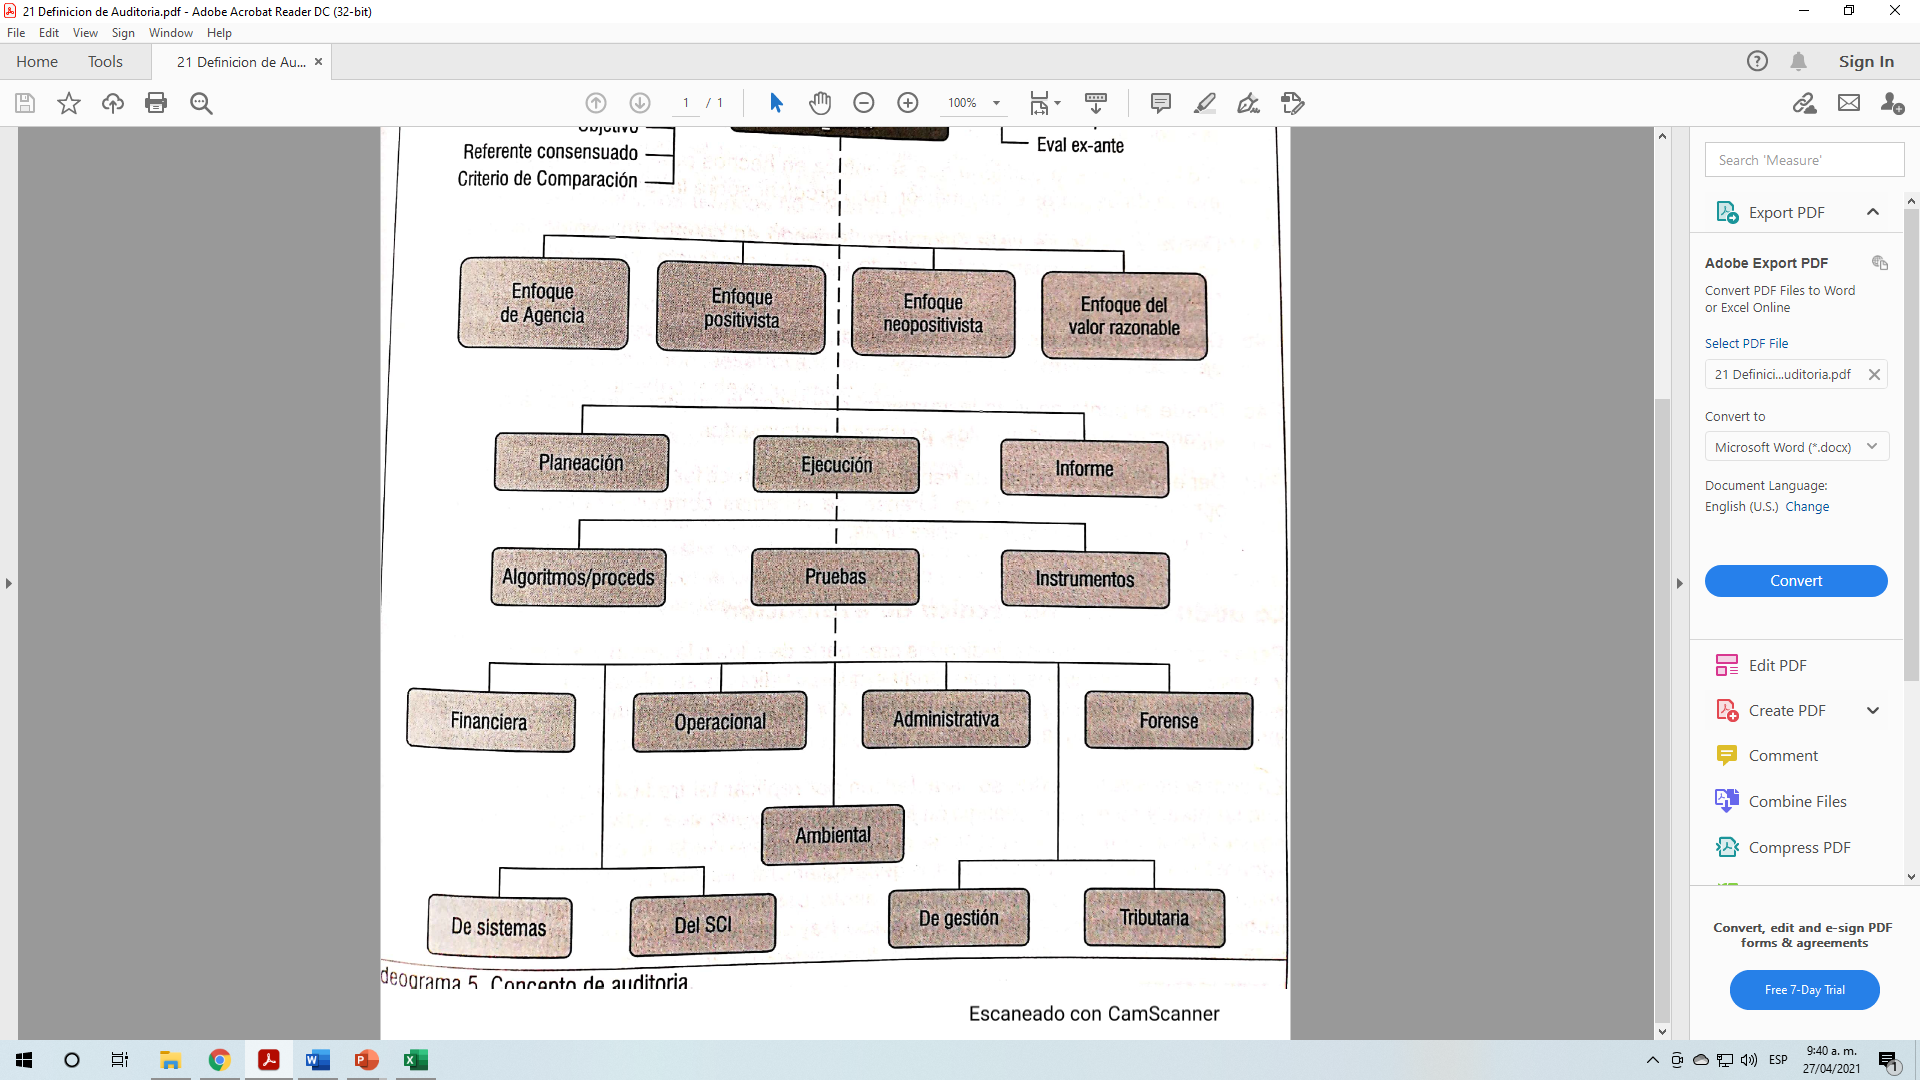 21 Definicion de Auditoria.pdf - Adobe Acrobat Reader DC (32-bit)
File Edit View Sign Window Help
Home Tools 21 Definicion de Au... Sign In
1 / 1 100%
Objetivo
Referente consensuado
Criterio de Comparación
Eval ex-ante
Enfoque
de Agencia
Enfoque
positivista
Enfoque
neopositivista
Enfoque del
valor razonable
Planeación
Ejecución
Informe
Algoritmos/proceds
Pruebas
Instrumentos
Financiera
Operacional
Administrativa
Forense
Ambiental
De sistemas
Del SCI
De gestión
Tributaria
deograma 5. Concepto de auditoria.
Escaneado con CamScanner
Search 'Measure'
Export PDF
Adobe Export PDF
Convert PDF Files to Word
or Excel Online
Select PDF File
21 Definici...uditoria.pdf
Convert to
Microsoft Word (*.docx)
Document Language:
English (U.S.) Change
Convert
Edit PDF
Create PDF
Comment
Combine Files
Compress PDF
Convert, edit and e-sign PDF
forms & agreements
Free 7-Day Trial
ESP
9:40 a. m.
27/04/2021
1